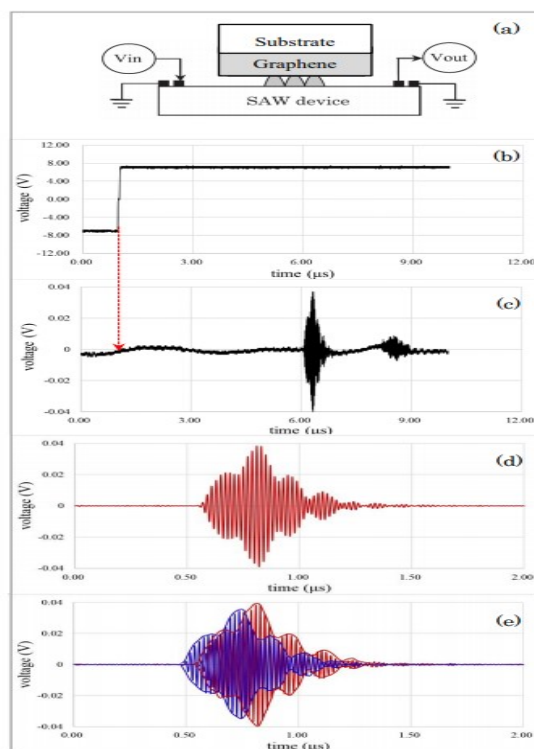 (a)
Substrate
Graphene
Vin
Vout
SAW device
(b)
voltage (V)
12.00
8.00
4.00
0.00
-4.00
-8.00
-12.00
0.00 3.00 6.00 9.00 12.00
time (μs)
(c)
voltage (V)
0.04
0.02
0
-0.02
-0.04
0.00 3.00 6.00 9.00 12.00
time (μs)
(d)
voltage (V)
0.04
0.02
0
-0.02
-0.04
0.00 0.50 1.00 1.50 2.00
time (μs)
(e)
voltage (V)
0.04
0.02
0
-0.02
-0.04
0.00 0.50 1.00 1.50 2.00
time (μs)